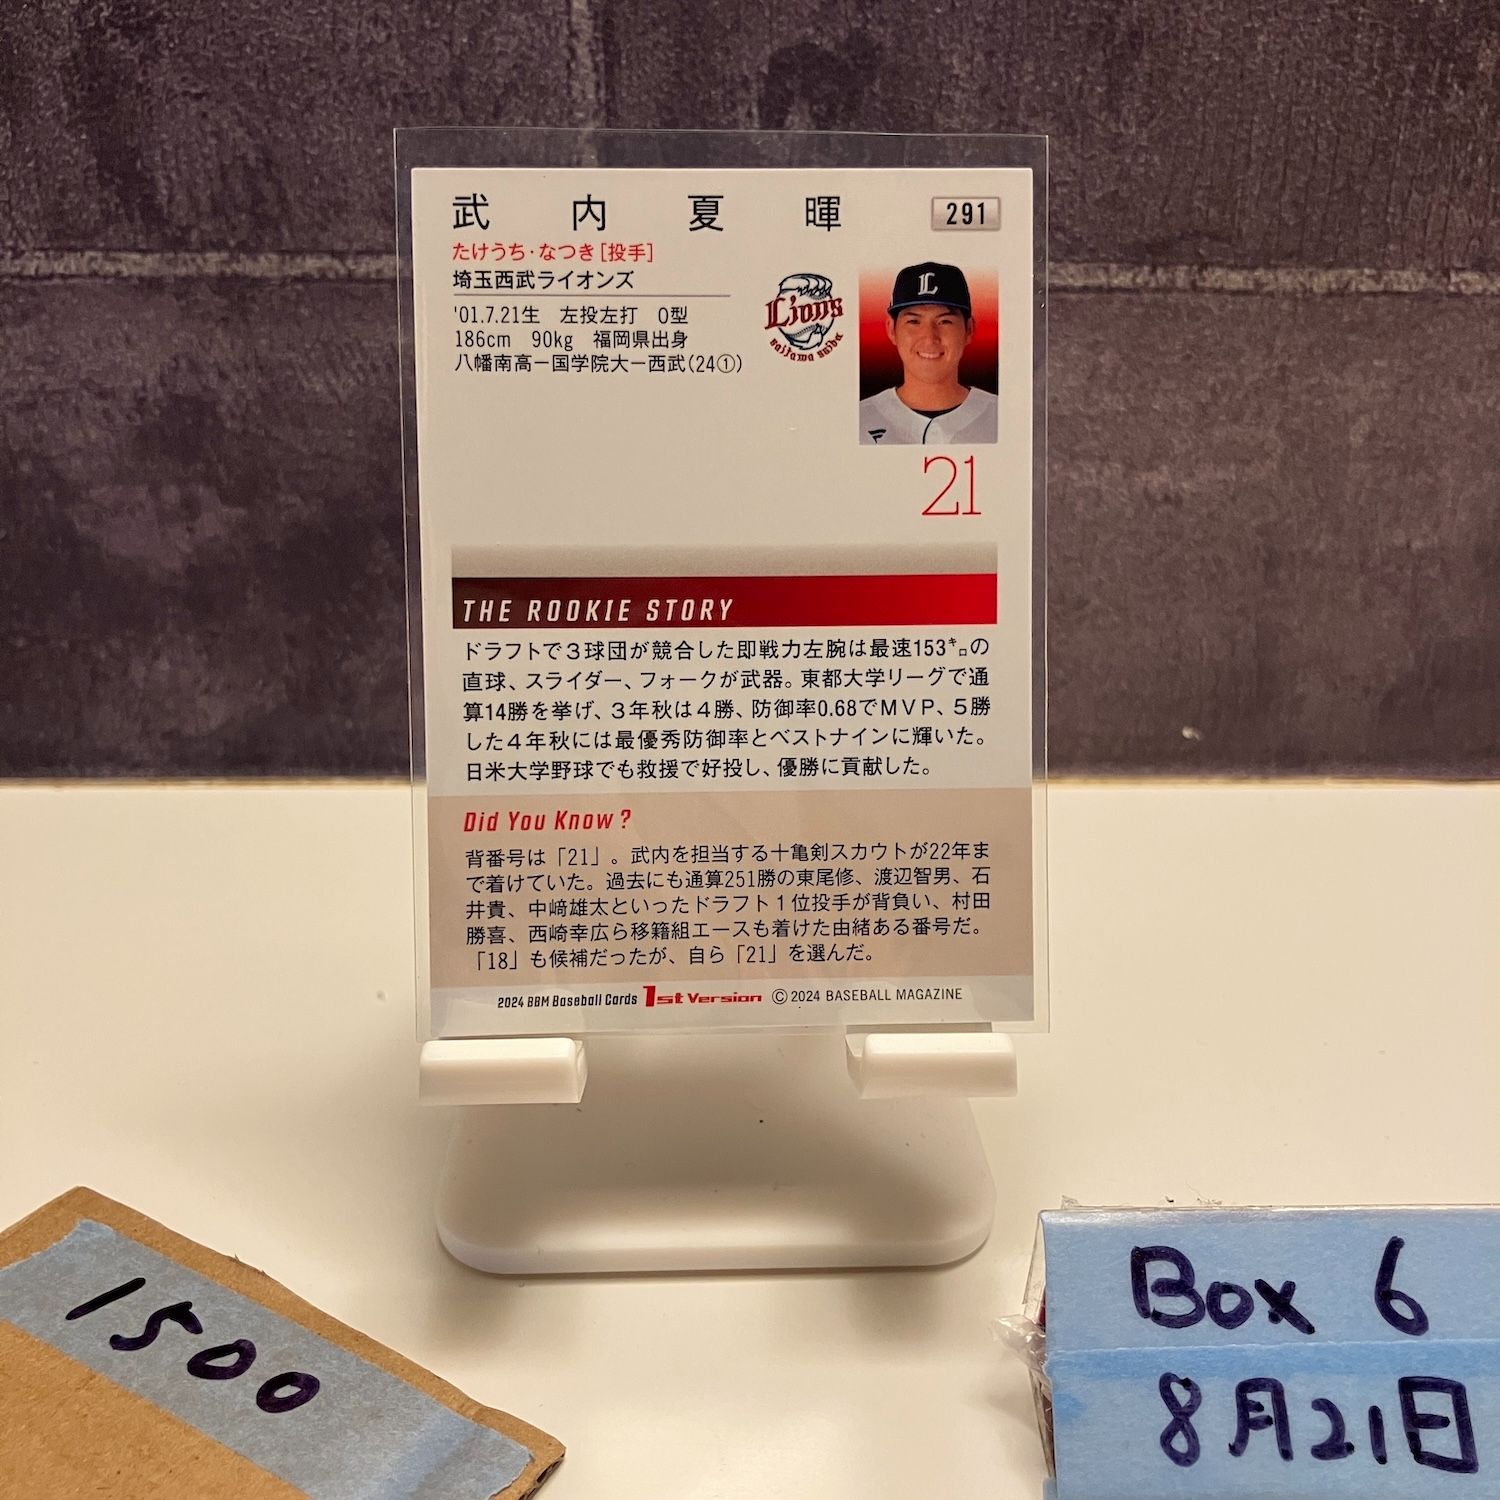 武内夏暉
291
たけうち・なつき[投手]
埼玉西武ライオンズ
'01.7.21生 左投左打 O型
186cm 90kg 福岡県出身
八幡南高ー国学院大ー西武(24①)
Lions
Saitama Seibu
L
21
THE ROOKIE STORY
ドラフトで3球団が競合した即戦力左腕は最速153㌔の
直球、スライダー、フォークが武器。東都大学リーグで通
算14勝を挙げ、3年秋は4勝、防御率0.68でMVP、5勝
した4年秋には最優秀防御率とベストナインに輝いた。
日米大学野球でも救援で好投し、優勝に貢献した。
Did You Know?
背番号は「21」。武内を担当する十亀剣スカウトが22年ま
で着けていた。過去にも通算251勝の東尾修、渡辺智男、石
井貴、中﨑雄太といったドラフト1位投手が背負い、村田
勝喜、西崎幸広ら移籍組エースも着けた由緒ある番号だ。
「18」も候補だったが、自ら「21」を選んだ。
2024 BBM Baseball Cards 1st Version ©2024 BASEBALL MAGAZINE
1500
Box 6
8月21日